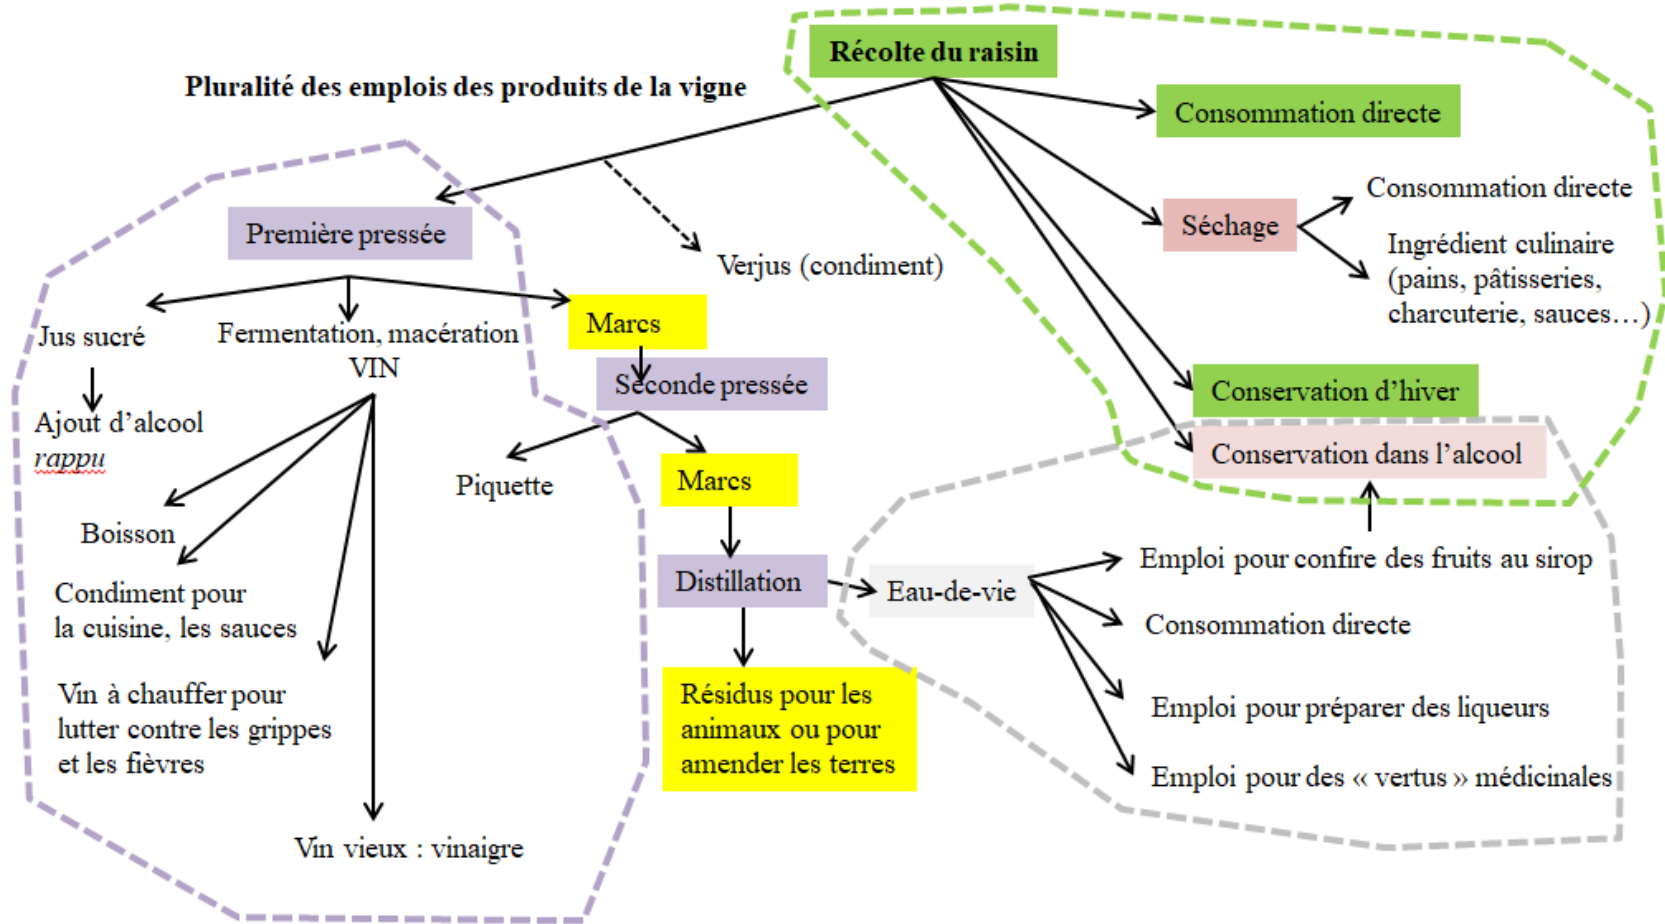 Récolte du raisin
Pluralité des emplois des produits de la vigne
Consommation directe
Consommation directe
Séchage
Ingrédient culinaire
(pains, pâtisseries,
charcuterie, sauces…)
Première pressée
Verjus (condiment)
Jus sucré
Fermentation, macération
VIN
Marcs
Seconde pressée
Conservation d’hiver
Ajout d’alcool
rappu
Conservation dans l’alcool
Piquette
Marcs
Boisson
Distillation
Eau-de-vie
Emploi pour confire des fruits au sirop
Condiment pour
la cuisine, les sauces
Consommation directe
Vin à chauffer pour
lutter contre les grippes
et les fièvres
Résidus pour les
animaux ou pour
amender les terres
Emploi pour préparer des liqueurs
Emploi pour des « vertus » médicinales
Vin vieux : vinaigre